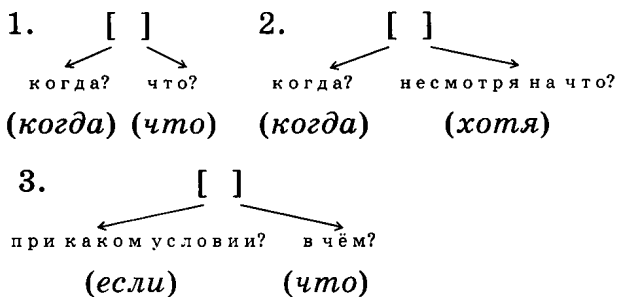 1. [ ] 2. [ ]
когда? что? когда? несмотря на что?
(когда) (что) (когда) (хотя)
3. [ ]
при каком условии? в чём?
(если) (что)